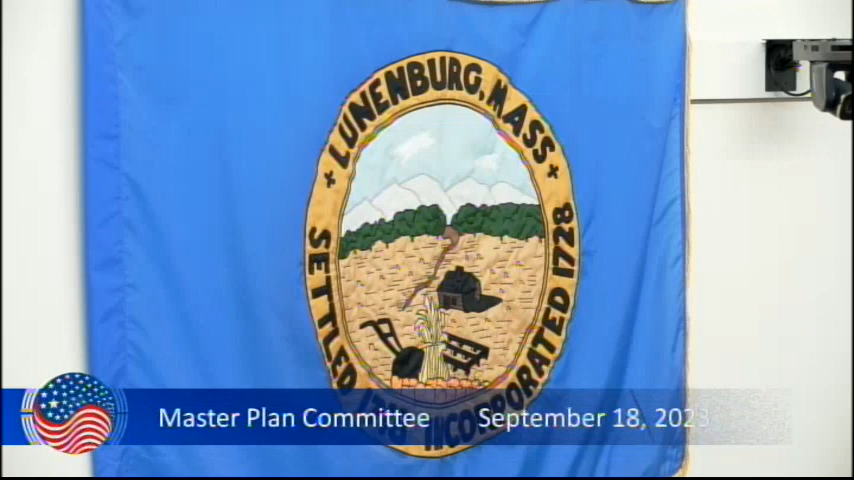 LUNENBURG, MASS
SETTLED INCORPORATED 1728
Master Plan Committee September 18, 2023